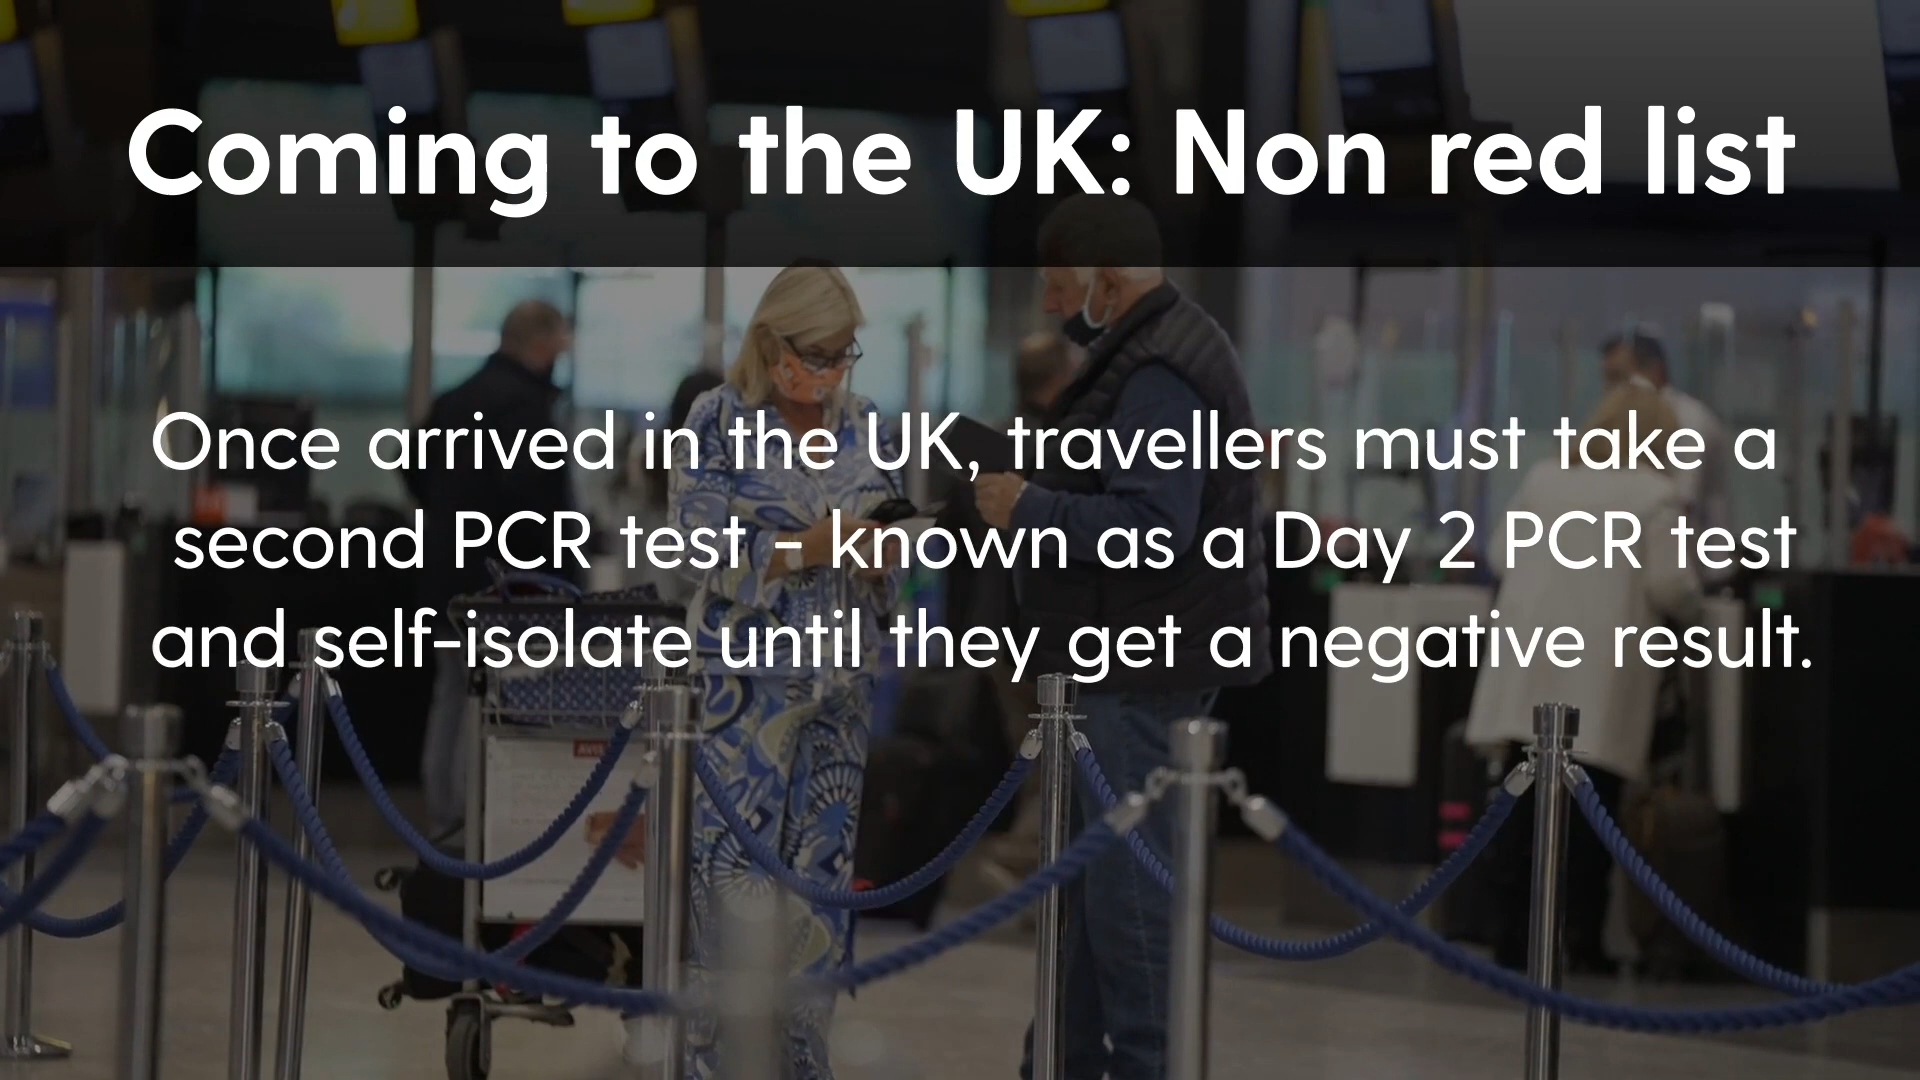 Coming to the UK: Non red list
Once arrived in the UK, travellers must take a
second PCR test - known as a Day 2 PCR test
and self-isolate until they get a negative result.
AVIS